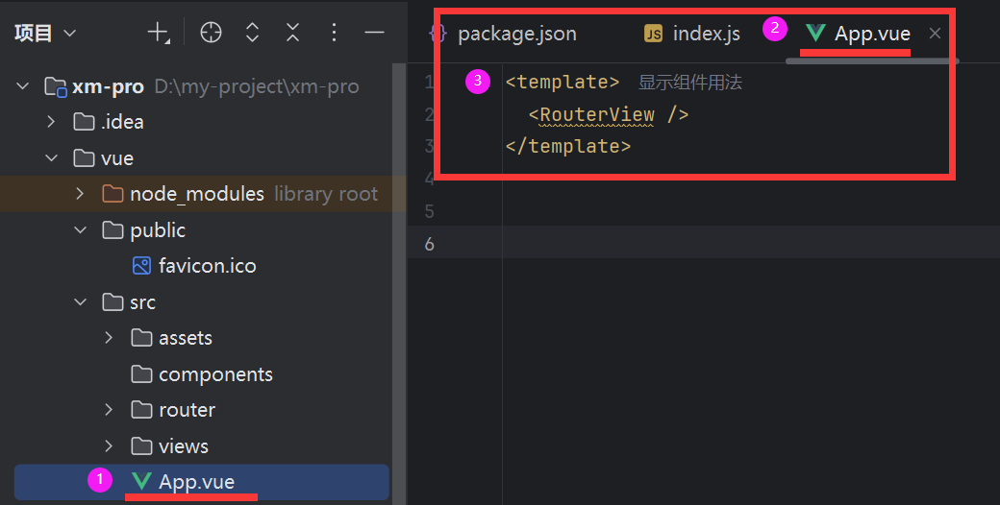 项目
{} package.json
JS index.js
2
App.vue
xm-pro D:\my-project\xm-pro
.idea
vue
node_modules library root
public
favicon.ico
src
assets
components
router
views
1 App.vue
1 3 <template> 显示组件用法
2 <RouterView />
3 </template>
4
5
6